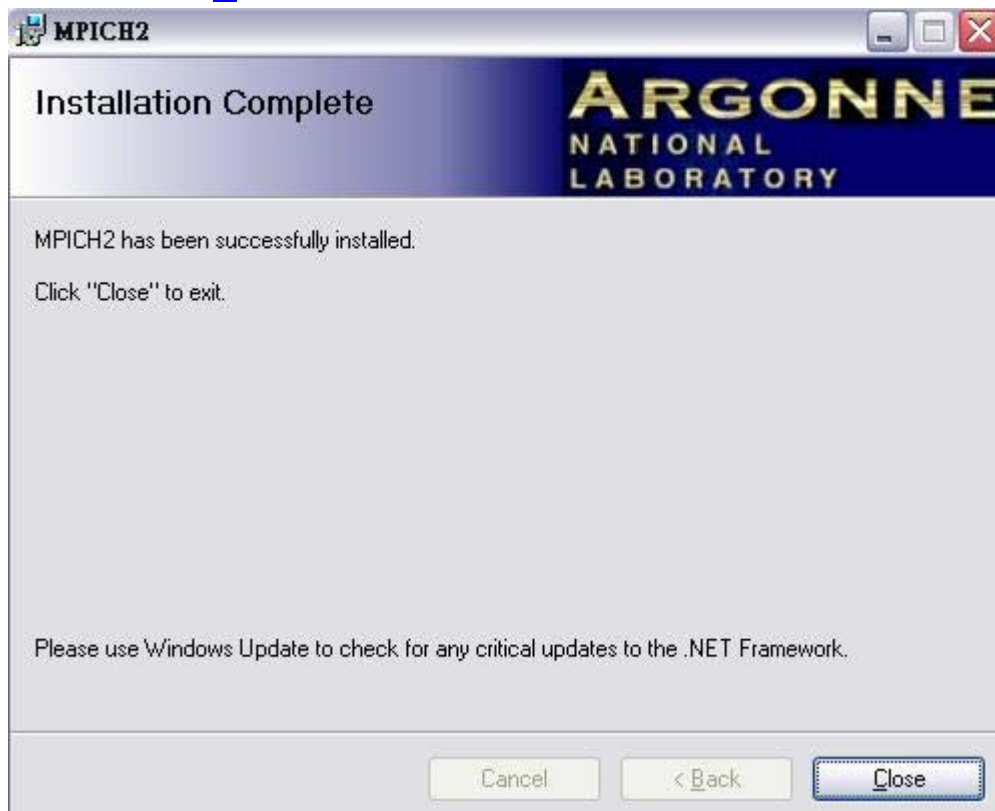 MPICH2
Installation Complete
ARGONNE
NATIONAL
LABORATORY
MPICH2 has been successfully installed.
Click "Close" to exit.
Please use Windows Update to check for any critical updates to the .NET Framework.
Cancel
< Back
Close